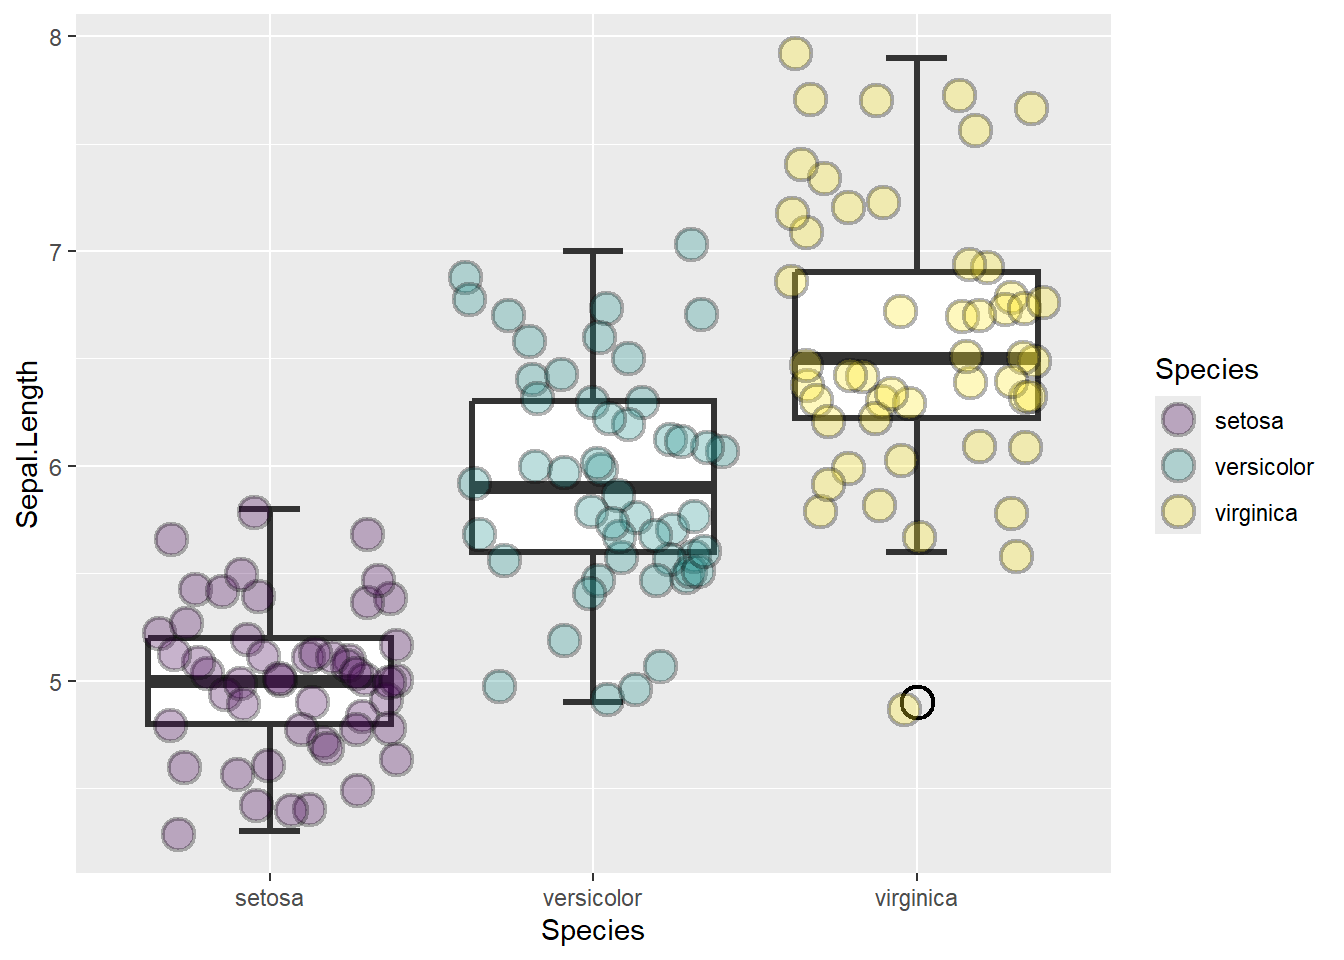 8
7
6
5
Sepal.Length
setosa
versicolor
virginica
Species
Species
setosa
versicolor
virginica